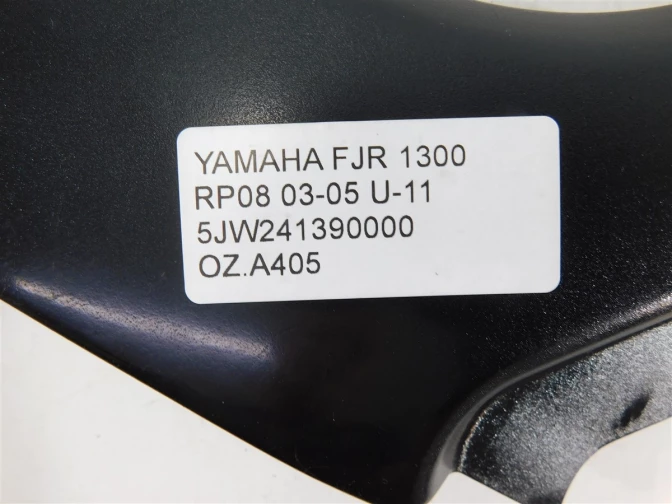 YAMAHA FJR 1300
RP08 03-05 U-11
5JW241390000
OZ.A405